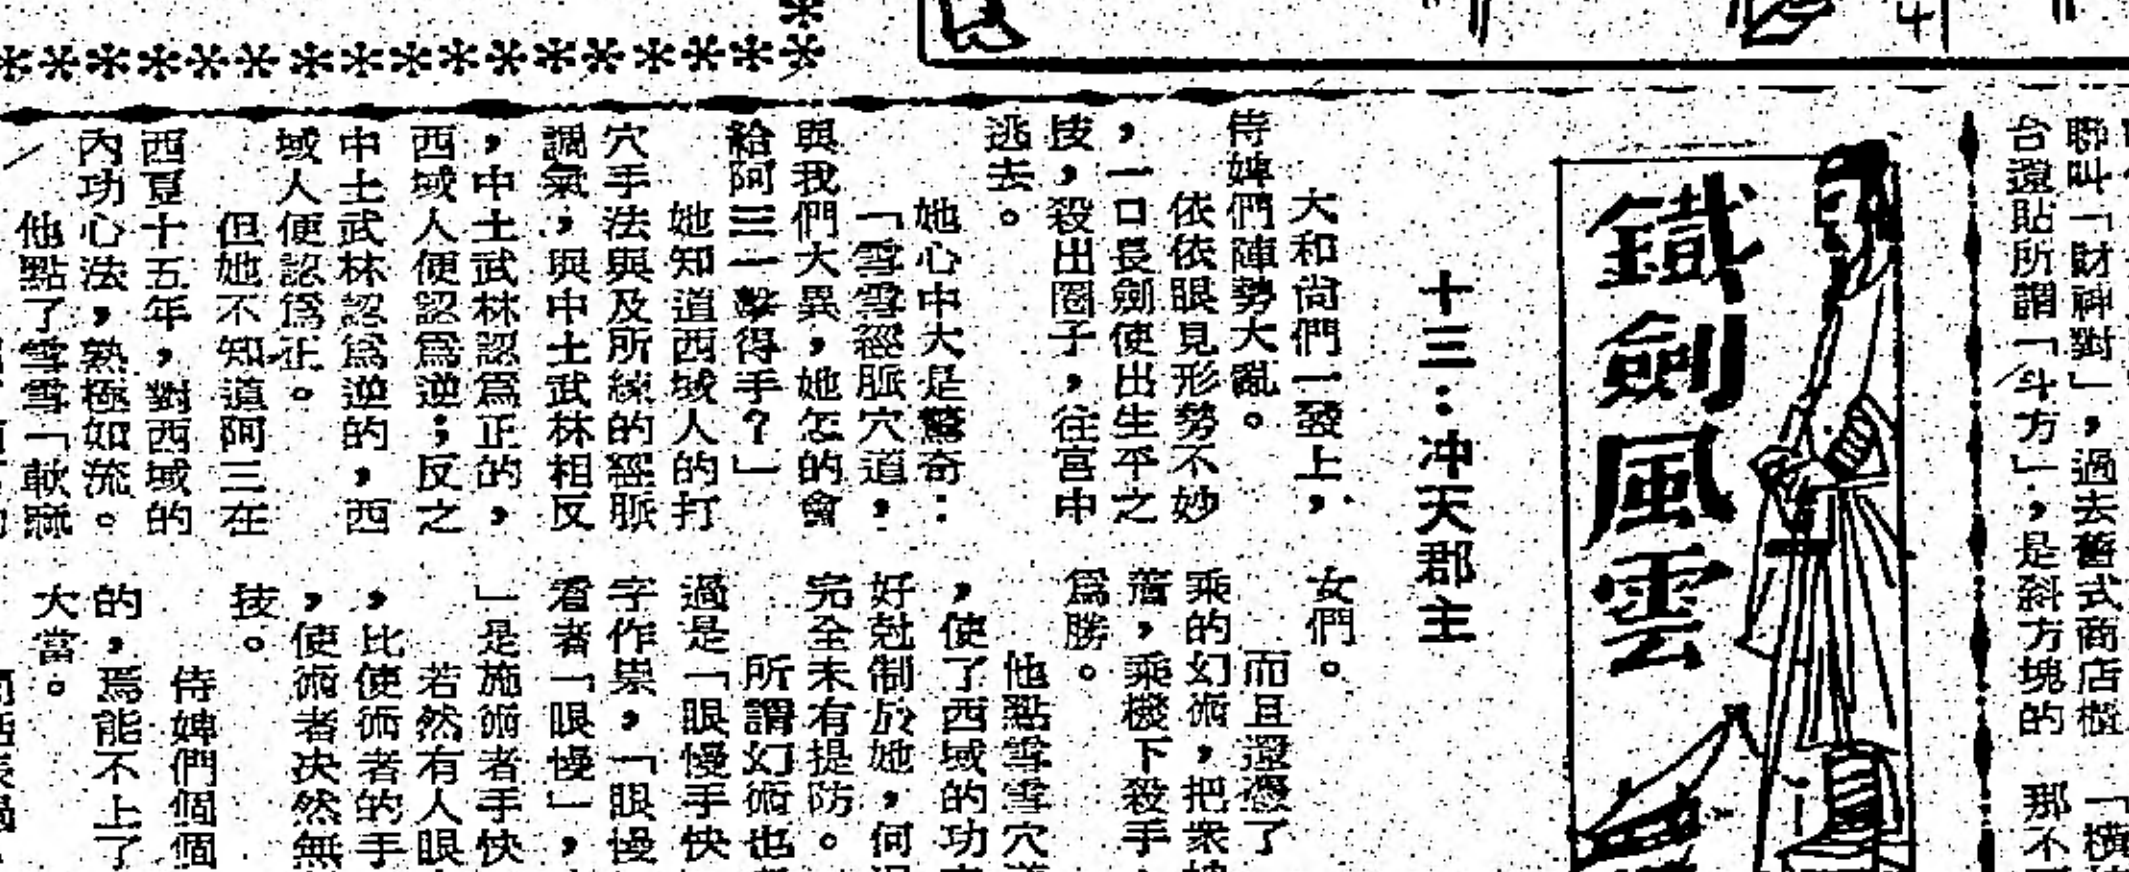 聯叫「財神對」，過去舊式商店櫃
台還貼所謂「斗方」，是斜方塊的
「橫
那不
鐵劍風雲
十三：冲天郡主
大和尚們一發上，
侍婢們陣勢大亂。
依依眼見形勢不妙
，一口長劍使出生平之
技，殺出圈子，往宮中
逃去。
她心中大是驚奇：
「雪雪經脈穴道，
與我們大異，她怎的會
給阿三一擊得手？」
她知道西域人的打
穴手法與及所練的經脈
調氣，與中土武林相反
，中土武林認為正的，
西域人便認爲逆；反之
中土武林認爲逆的，西
域人便認爲正。
但她不知道阿三在
西夏十五年，對西域的
內功心法，熟極如流。
他點了雪雪「軟
女們。
而且還
乘的幻術，把衆
着，乘機下殺手
爲勝。
他點雪雪穴
，使了西域的功
好尅制於她，何
完全未有提防。
所謂幻術也
過是「眼慢手快
字作祟，「眼慢
看者「眼慢」，
」是施術者手快
若然有人眼
，比使術者的手
，使術者决然無
技。
侍婢們個個
的，焉能不上了
大當。